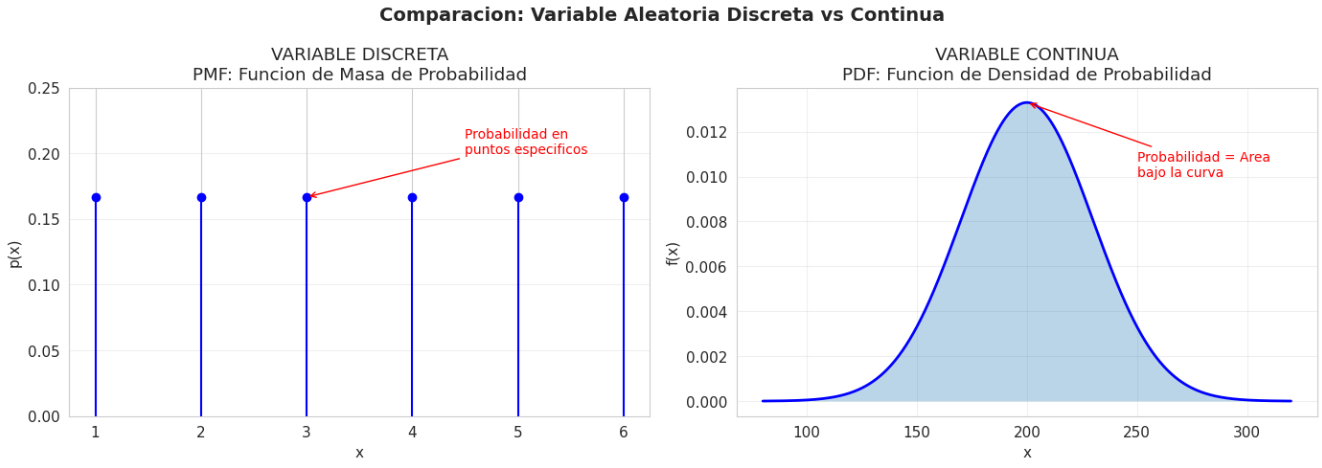 Comparacion: Variable Aleatoria Discreta vs Continua
VARIABLE DISCRETA
PMF: Funcion de Masa de Probabilidad
0.25
0.20
0.15
0.10
0.05
0.00
p(x)
Probabilidad en
puntos especificos
1 2 3 4 5 6
x
VARIABLE CONTINUA
PDF: Funcion de Densidad de Probabilidad
0.012
0.010
0.008
0.006
0.004
0.002
0.000
f(x)
Probabilidad = Area
bajo la curva
100 150 200 250 300
x